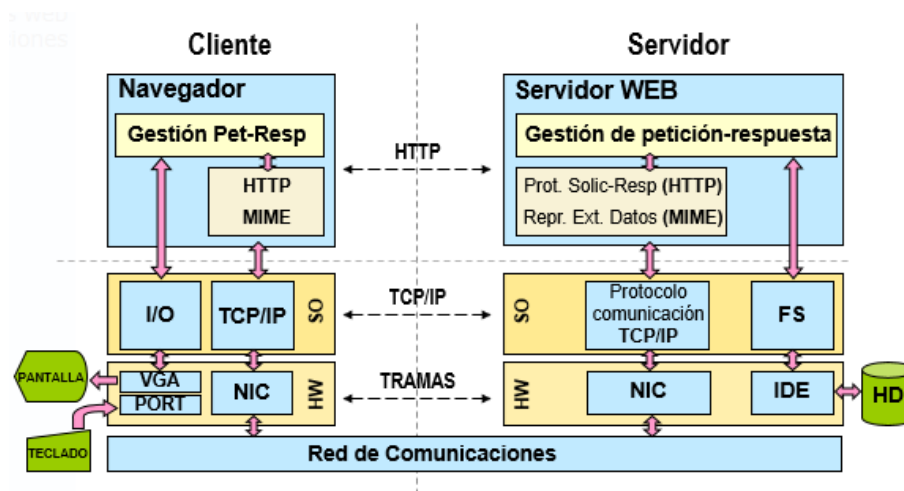 s web
iones
Cliente
Servidor
Navegador
Servidor WEB
Gestión Pet-Resp
Gestión de petición-respuesta
HTTP
HTTP
MIME
Prot. Solic-Resp (HTTP)
Repr. Ext. Datos (MIME)
I/O
TCP/IP
SO
TCP/IP
SO
Protocolo
comunicación
TCP/IP
FS
PANTALLA
VGA
PORT
NIC
HW
TRAMAS
HW
NIC
IDE
HD
TECLADO
Red de Comunicaciones